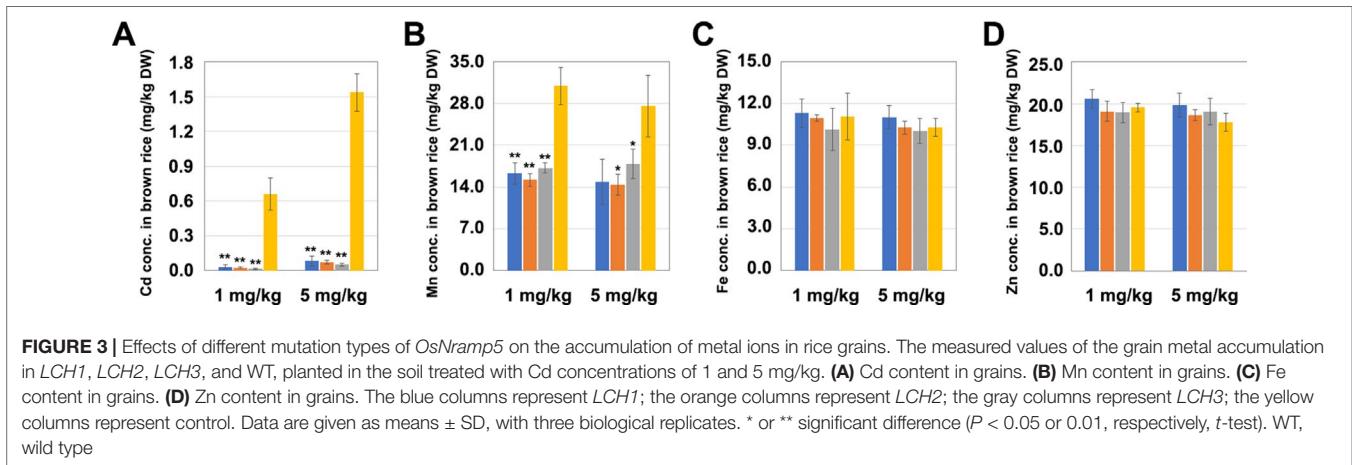 A
Cd conc. in brown rice (mg/kg DW)
1.8
1.5
1.2
0.9
0.6
0.3
0.0
** ** **
** ** **
1 mg/kg 5 mg/kg
B
Mn conc. in brown rice (mg/kg DW)
35.0
28.0
21.0
14.0
7.0
0.0
** ** **
* *
1 mg/kg 5 mg/kg
C
Fe conc. in brown rice (mg/kg DW)
15.0
12.0
9.0
6.0
3.0
0.0
1 mg/kg 5 mg/kg
D
Zn conc. in brown rice (mg/kg DW)
25.0
20.0
15.0
10.0
5.0
0.0
1 mg/kg 5 mg/kg
FIGURE 3 | Effects of different mutation types of OsNramp5 on the accumulation of metal ions in rice grains. The measured values of the grain metal accumulation
in LCH1, LCH2, LCH3, and WT, planted in the soil treated with Cd concentrations of 1 and 5 mg/kg. (A) Cd content in grains. (B) Mn content in grains. (C) Fe
content in grains. (D) Zn content in grains. The blue columns represent LCH1; the orange columns represent LCH2; the gray columns represent LCH3; the yellow
columns represent control. Data are given as means ± SD, with three biological replicates. * or ** significant difference (P < 0.05 or 0.01, respectively, t-test). WT,
wild type